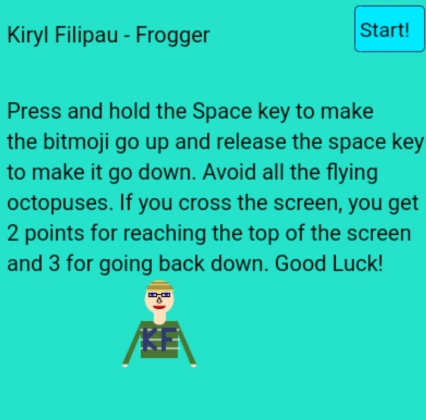 Kiryl Filipau - Frogger
Start!
Press and hold the Space key to make
the bitmoji go up and release the space key
to make it go down. Avoid all the flying
octopuses. If you cross the screen, you get
2 points for reaching the top of the screen
and 3 for going back down. Good Luck!
KF